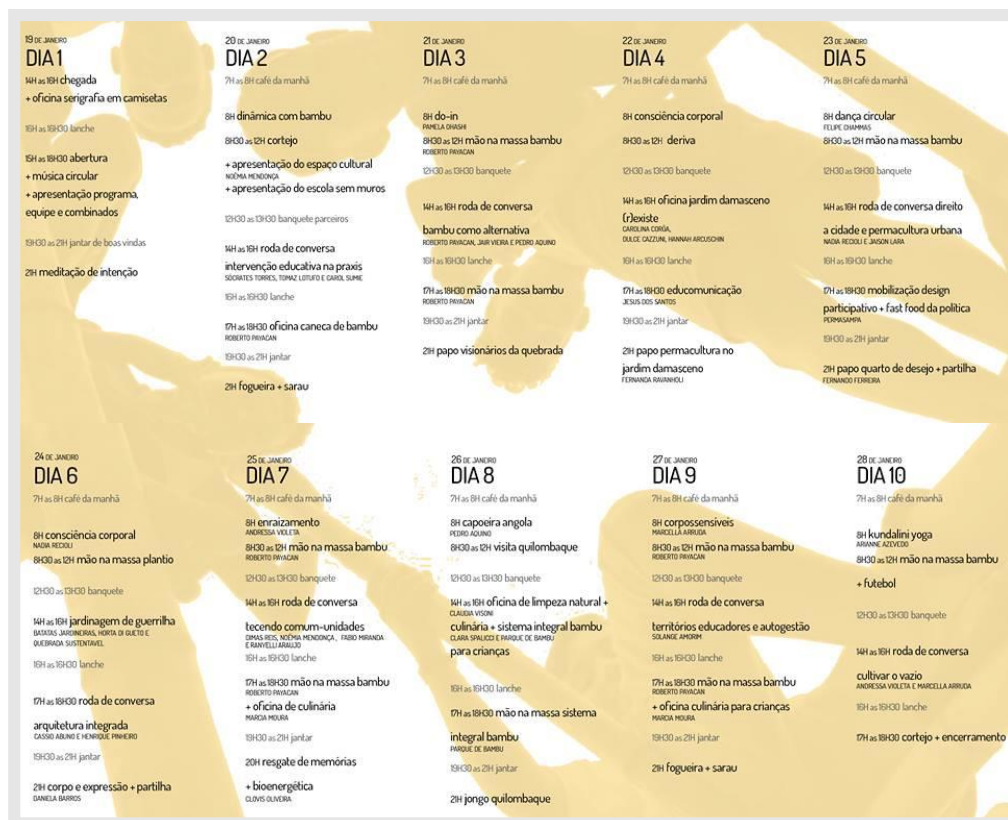 19 DE JANEIRO
DIA 1
14H as 16H chegada
+ oficina serigrafia em camisetas
16H as 16H30 lanche
15H as 18H30 abertura
+ música circular
+ apresentação programa,
equipe e combinados
19H30 as 21H jantar de boas vindas
21H meditação de intenção
20 DE JANEIRO
DIA 2
7H as 8H café da manhã
8H dinâmica com bambu
8H30 as 12H cortejo
+ apresentação do espaço cultural
NOÊMIA MENDONÇA
+ apresentação do escola sem muros
12H30 as 13H30 banquete parceiros
14H as 16H roda de conversa
intervenção educativa na praxis
SÓCRATES TORRES, TOMAZ LOTUFO E CAROL SUMIE
16H as 16H30 lanche
17H as 18H30 oficina caneca de bambu
ROBERTO PAYACAN
19H30 as 21H jantar
21H fogueira + sarau
21 DE JANEIRO
DIA 3
7H as 8H café da manhã
8H do-in
PAMELA OHASHI
8H30 as 12H mão na massa bambu
ROBERTO PAYACAN
12H30 as 13H30 banquete
14H as 16H roda de conversa
bambu como alternativa
ROBERTO PAYACAN, JAIR VIEIRA E PEDRO AQUINO
16H as 16H30 lanche
17H as 18H30 mão na massa bambu
ROBERTO PAYACAN
19H30 as 21H jantar
21H papo visionários da quebrada
22 DE JANEIRO
DIA 4
7H as 8H café da manhã
8H consciência corporal
8H30 as 12H deriva
12H30 as 13H30 banquete
14H as 16H oficina jardim damasceno
(r)existe
CAROLINA CORÚA,
DULCE CAZZUNI, HANNAH ARCUSCHIN
16H as 16H30 lanche
17H as 18H30 educomunicação
JESUS DOS SANTOS
19H30 as 21H jantar
21H papo permacultura no
jardim damasceno
FERNANDA RAVANHOLI
23 DE JANEIRO
DIA 5
7H as 8H café da manhã
8H dança circular
FELIPE CHAMMAS
8H30 as 12H mão na massa bambu
12H30 as 13H30 banquete
14H as 16H roda de conversa direito
a cidade e permacultura urbana
NADIA RECIOLI E JAISON LARA
16H as 16H30 lanche
17H as 18H30 mobilização design
participativo + fast food da política
PERMASAMPA
19H30 as 21H jantar
21H papo quarto de desejo + partilha
FERNANDO FERREIRA
24 DE JANEIRO
DIA 6
7H as 8H café da manhã
8H consciência corporal
NADIA RECIOLI
8H30 as 12H mão na massa plantio
12H30 as 13H30 banquete
14H as 16H jardinagem de guerrilha
BATATAS JARDINEIRAS, HORTA DI GUETO E
QUEBRADA SUSTENTAVEL
16H as 16H30 lanche
17H as 18H30 roda de conversa
arquitetura integrada
CASSIO ABUNO E HENRIQUE PINHEIRO
19H30 as 21H jantar
21H corpo e expressão + partilha
DANIELA BARROS
25 DE JANEIRO
DIA 7
7H as 8H café da manhã
8H enraizamento
ANDRESSA VIOLETA
8H30 as 12H mão na massa bambu
ROBERTO PAYACAN
12H30 as 13H30 banquete
14H as 16H roda de conversa
tecendo comum-unidades
DIMAS REIS, NOÊMIA MENDONÇA , FABIO MIRANDA
E RANYELLI ARAUJO
16H as 16H30 lanche
17H as 18H30 mão na massa bambu
ROBERTO PAYACAN
+ oficina de culinária
MARCIA MOURA
19H30 as 21H jantar
20H resgate de memórias
+ bioenergética
CLOVIS OLIVEIRA
26 DE JANEIRO
DIA 8
7H as 8H café da manhã
8H capoeira angola
PEDRO AQUINO
8H30 as 12H visita quilombaque
12H30 as 13H30 banquete
14H as 16H oficina de limpeza natural +
CLAUDIA VISONI
culinária + sistema integral bambu
CLARA SPALICCI E PARQUE DE BAMBU
para crianças
16H as 16H30 lanche
17H as 18H30 mão na massa sistema
integral bambu
PARQUE DE BAMBU
19H30 as 21H jantar
21H jongo quilombaque
27 DE JANEIRO
DIA 9
7H as 8H café da manhã
8H corpossensíveis
MARCELLA ARRUDA
8H30 as 12H mão na massa bambu
ROBERTO PAYACAN
12H30 as 13H30 banquete
14H as 16H roda de conversa
territórios educadores e autogestão
SOLANGE AMORIM
16H as 16H30 lanche
17H as 18H30 mão na massa bambu
ROBERTO PAYACAN
+ oficina culinária para crianças
MARCIA MOURA
19H30 as 21H jantar
21H fogueira + sarau
28 DE JANEIRO
DIA 10
7H as 8H café da manhã
8H kundalini yoga
ARIANNE AZEVEDO
8H30 as 12H mão na massa bambu
+ futebol
12H30 as 13H30 banquete
14H as 16H roda de conversa
cultivar o vazio
ANDRESSA VIOLETA E MARCELLA ARRUDA
16H as 16H30 lanche
17H as 18H30 cortejo + encerramento